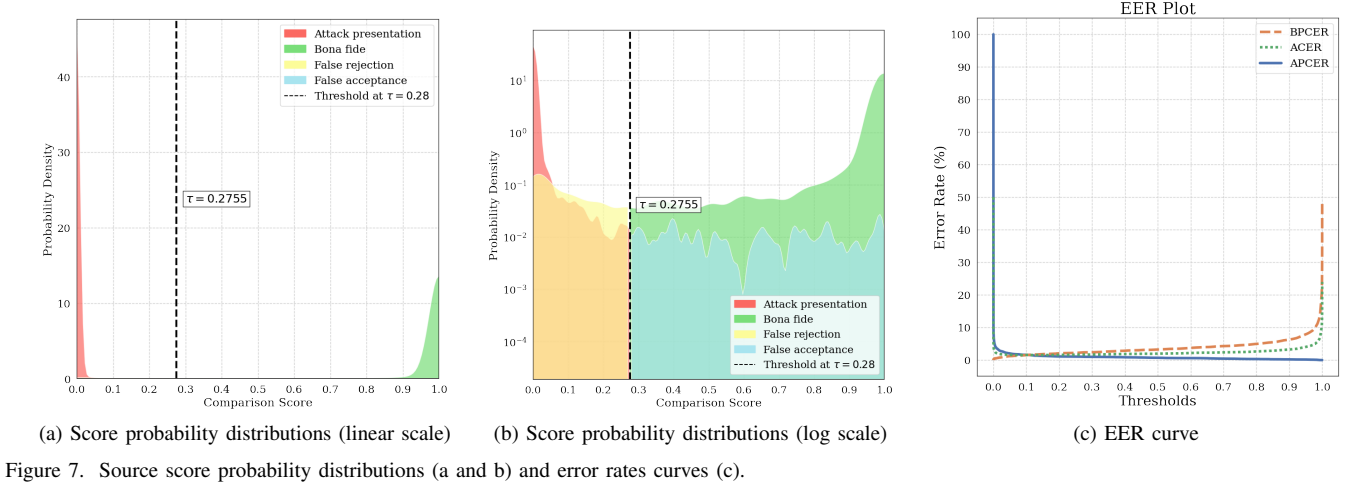 Attack presentation
Bona fide
False rejection
False acceptance
Threshold at τ = 0.28
τ = 0.2755
Probability Density
40
30
20
10
0
0.0 0.1 0.2 0.3 0.4 0.5 0.6 0.7 0.8 0.9 1.0
Comparison Score
(a) Score probability distributions (linear scale)
Probability Density
10¹
10⁰
10⁻¹
10⁻²
10⁻³
10⁻⁴
τ = 0.2755
Attack presentation
Bona fide
False rejection
False acceptance
Threshold at τ = 0.28
0.0 0.1 0.2 0.3 0.4 0.5 0.6 0.7 0.8 0.9 1.0
Comparison Score
(b) Score probability distributions (log scale)
EER Plot
BPCER
ACER
APCER
Error Rate (%)
100
90
80
70
60
50
40
30
20
10
0
0.0 0.1 0.2 0.3 0.4 0.5 0.6 0.7 0.8 0.9 1.0
Thresholds
(c) EER curve
Figure 7. Source score probability distributions (a and b) and error rates curves (c).